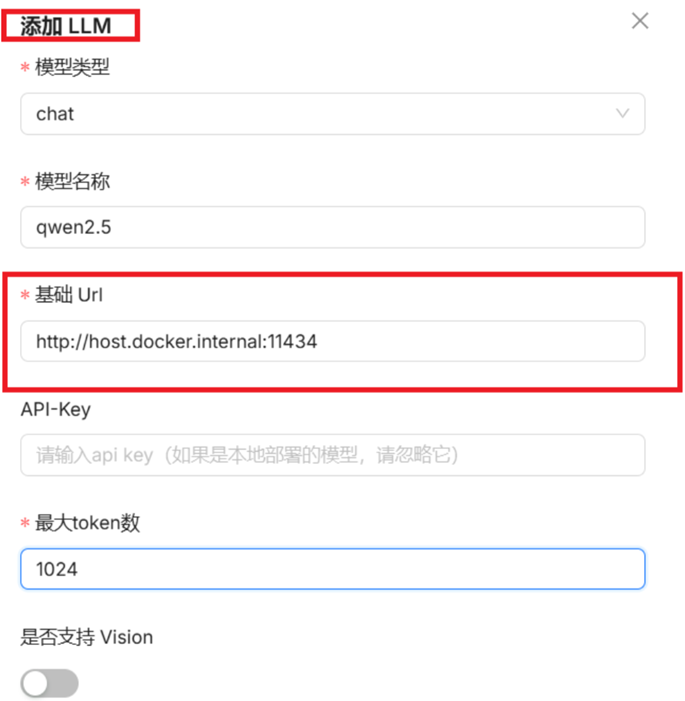 添加 LLM
* 模型类型
chat
* 模型名称
qwen2.5
* 基础 Url
http://host.docker.internal:11434
API-Key
请输入api key（如果是本地部署的模型，请忽略它）
* 最大token数
1024
是否支持 Vision